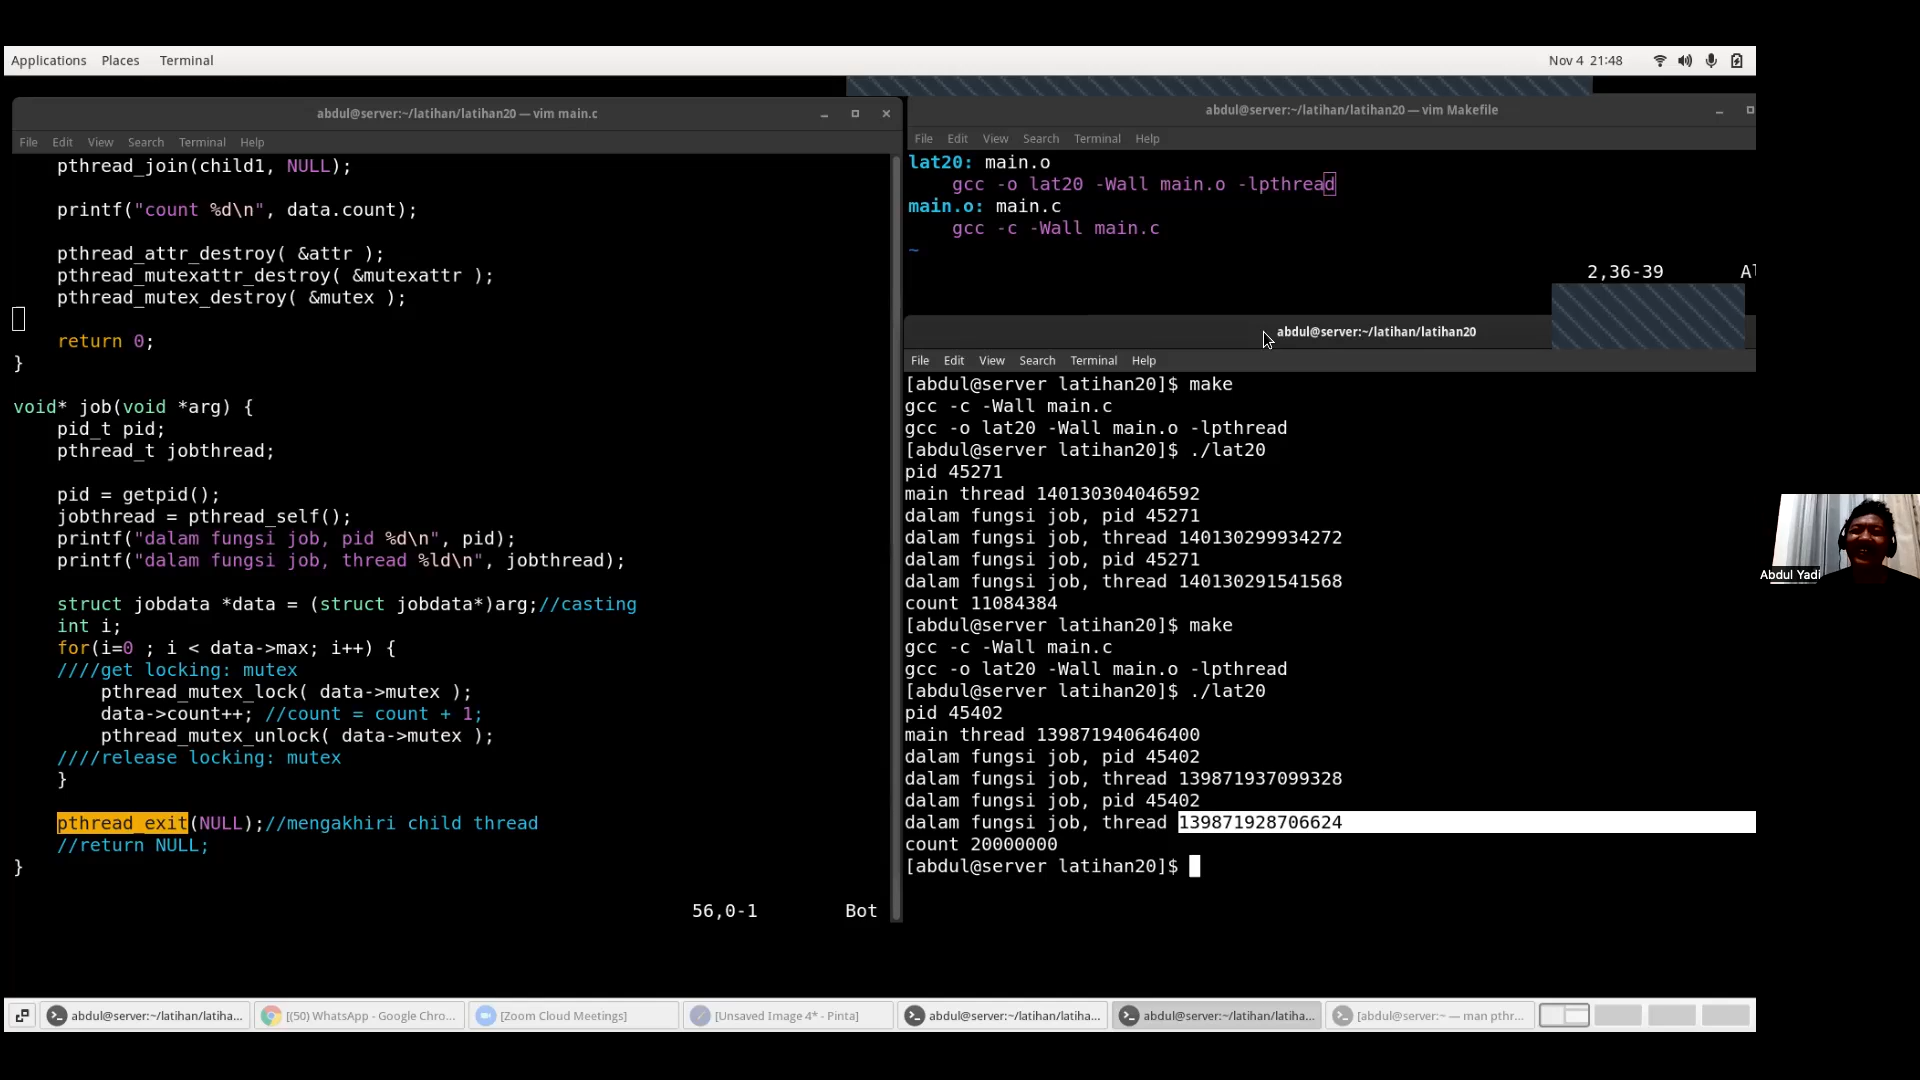 Applications Places Terminal Nov 4 21:48
abdul@server:~/latihan/latihan20 — vim main.c
File Edit View Search Terminal Help
    pthread_join(child1, NULL);
    printf("count %d\n", data.count);
    pthread_attr_destroy( &attr );
    pthread_mutexattr_destroy( &mutexattr );
    pthread_mutex_destroy( &mutex );
    return 0;
}
void* job(void *arg) {
    pid_t pid;
    pthread_t jobthread;
    pid = getpid();
    jobthread = pthread_self();
    printf("dalam fungsi job, pid %d\n", pid);
    printf("dalam fungsi job, thread %ld\n", jobthread);
    struct jobdata *data = (struct jobdata*)arg;//casting
    int i;
    for(i=0 ; i < data->max; i++) {
    ////get locking: mutex
        pthread_mutex_lock( data->mutex );
        data->count++; //count = count + 1;
        pthread_mutex_unlock( data->mutex );
    ////release locking: mutex
    }
    pthread_exit(NULL);//mengakhiri child thread
    //return NULL;
}
56,0-1 Bot
abdul@server:~/latihan/latihan20 — vim Makefile
File Edit View Search Terminal Help
lat20: main.o
    gcc -o lat20 -Wall main.o -lpthread
main.o: main.c
    gcc -c -Wall main.c
~
2,36-39 Al
abdul@server:~/latihan/latihan20
File Edit View Search Terminal Help
[abdul@server latihan20]$ make
gcc -c -Wall main.c
gcc -o lat20 -Wall main.o -lpthread
[abdul@server latihan20]$ ./lat20
pid 45271
main thread 140130304046592
dalam fungsi job, pid 45271
dalam fungsi job, thread 140130299934272
dalam fungsi job, pid 45271
dalam fungsi job, thread 140130291541568
count 11084384
[abdul@server latihan20]$ make
gcc -c -Wall main.c
gcc -o lat20 -Wall main.o -lpthread
[abdul@server latihan20]$ ./lat20
pid 45402
main thread 139871940646400
dalam fungsi job, pid 45402
dalam fungsi job, thread 139871937099328
dalam fungsi job, pid 45402
dalam fungsi job, thread 139871928706624
count 20000000
[abdul@server latihan20]$
Abdul Yadi
abdul@server:~/latihan/latiha... [(50) WhatsApp - Google Chro... [Zoom Cloud Meetings] [Unsaved Image 4* - Pinta] abdul@server:~/latihan/latiha... abdul@server:~/latihan/latiha... [abdul@server:~ — man pthr...